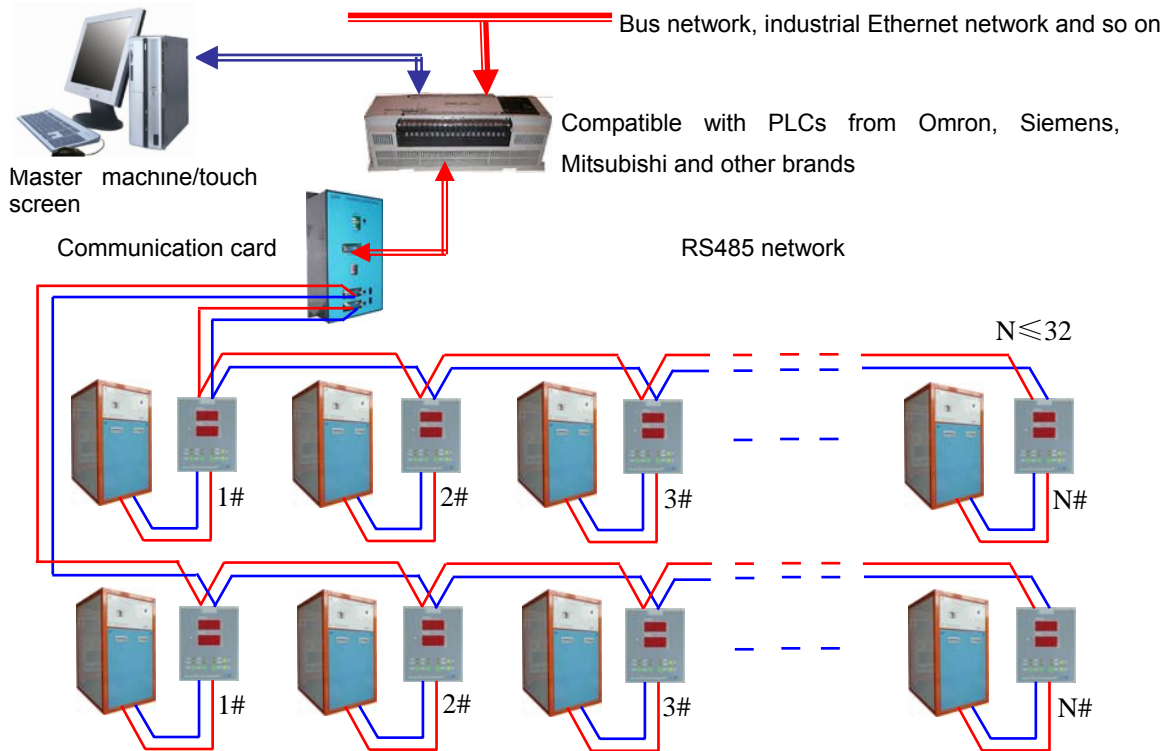 Bus network, industrial Ethernet network and so on
Compatible with PLCs from Omron, Siemens,
Mitsubishi and other brands
Master machine/touch
screen
Communication card
RS485 network
N≤32
1#
2#
3#
N#
1#
2#
3#
N#